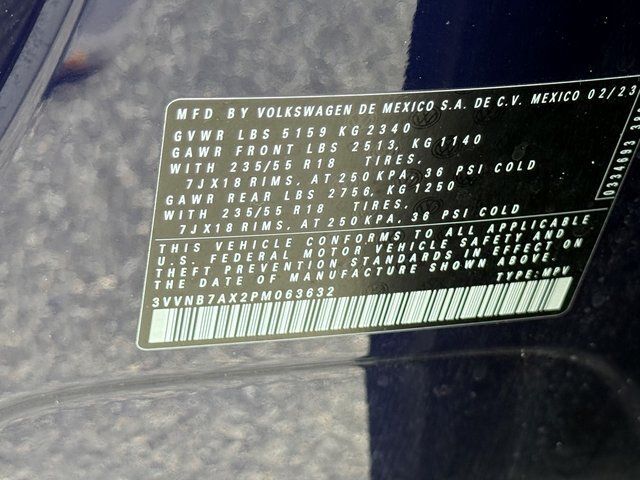 MFD BY VOLKSWAGEN DE MEXICO S.A. DE C.V. MEXICO 02/23
GVWR LBS 5159 KG 2340
GAWR FRONT LBS 2513, KG 1140
WITH 235/55 R18 TIRES,
7JX18 RIMS, AT 250 KPA, 36 PSI COLD
GAWR REAR LBS 2756, KG 1250
WITH 235/55 R18 TIRES,
7JX18 RIMS, AT 250 KPA, 36 PSI COLD
THIS VEHICLE CONFORMS TO ALL APPLICABLE
U.S. FEDERAL MOTOR VEHICLE SAFETY AND
THEFT PREVENTION STANDARDS IN EFFECT ON
THE DATE OF MANUFACTURE SHOWN ABOVE.
TYPE: MPV
3VVNB7AX2PM063632
0334693